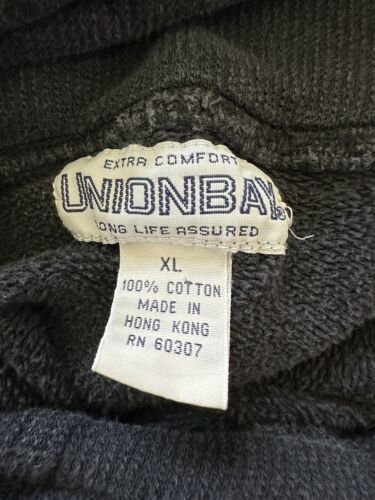 EXTRA COMFORT
UNIONBAY®
LONG LIFE ASSURED
XL
100% COTTON
MADE IN
HONG KONG
RN 60307